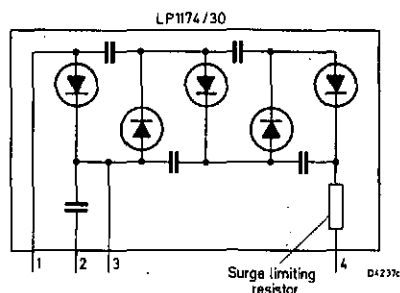 LP1174/30
1
2
3
4
D4237c
Surge limiting
resistor